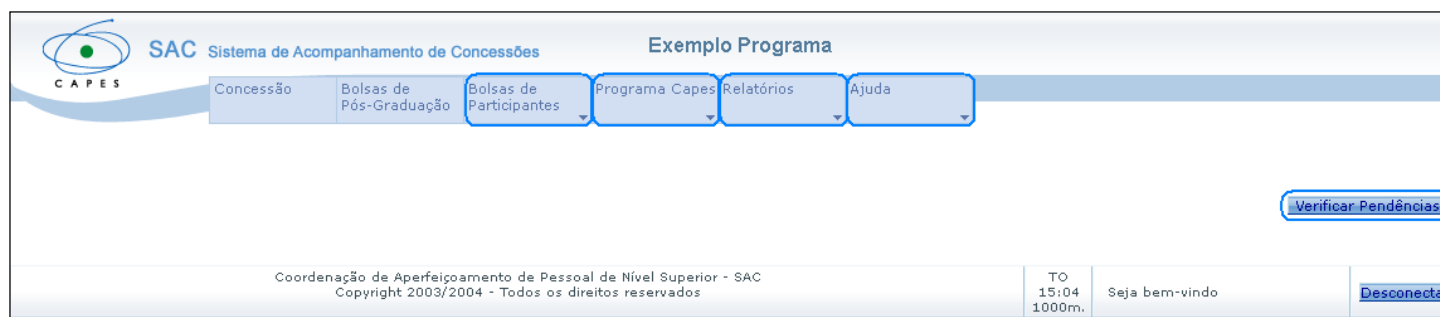 SAC Sistema de Acompanhamento de Concessões
Exemplo Programa
CAPES
Concessão
Bolsas de
Pós-Graduação
Bolsas de
Participantes
Programa Capes
Relatórios
Ajuda
Verificar Pendências
Coordenação de Aperfeiçoamento de Pessoal de Nível Superior - SAC
Copyright 2003/2004 - Todos os direitos reservados
TO
15:04
1000m.
Seja bem-vindo
Desconecta